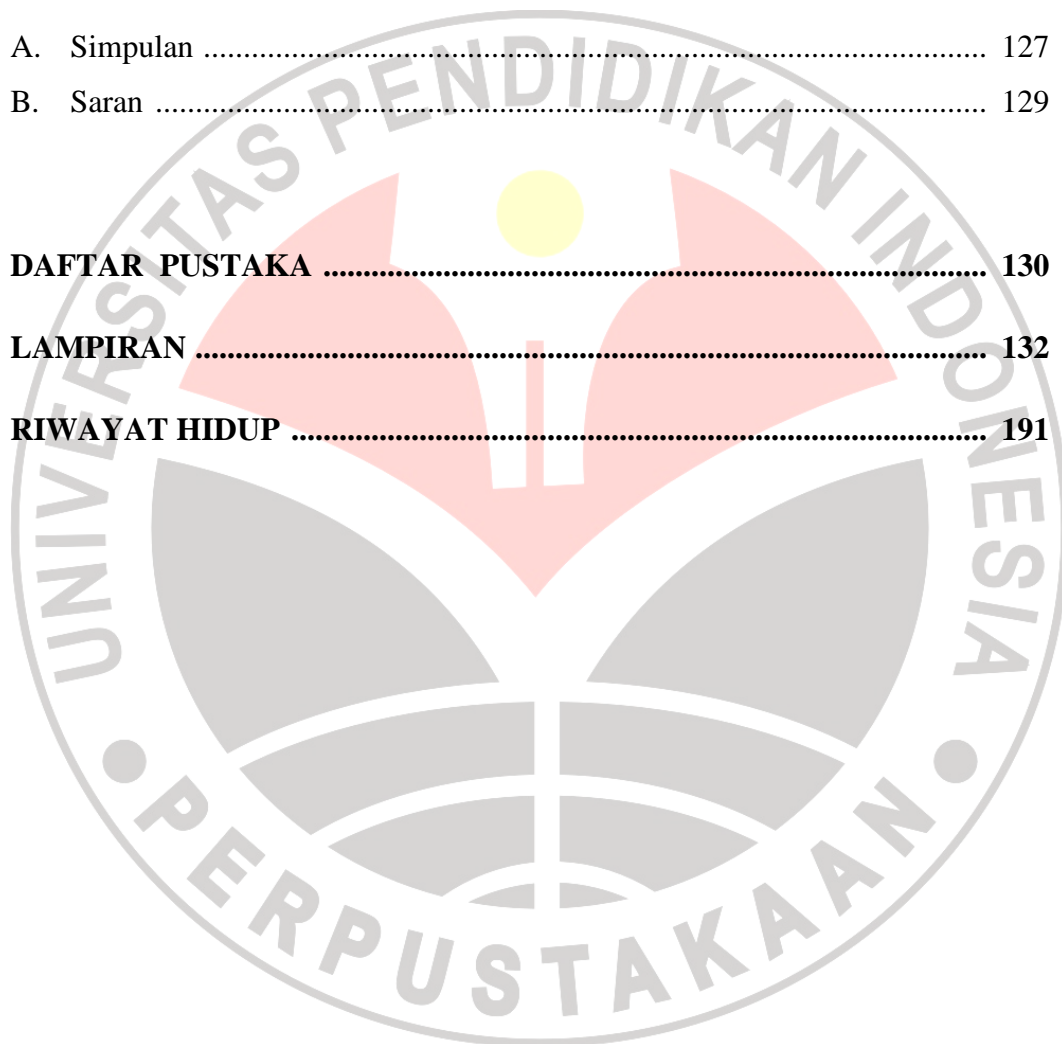 A. Simpulan ................................................................................................. 127
B. Saran ....................................................................................................... 129
DAFTAR PUSTAKA .................................................................................. 130
LAMPIRAN .................................................................................................. 132
RIWAYAT HIDUP ...................................................................................... 191
UNIVERSITAS PENDIDIKAN INDONESIA
PERPUSTAKAAN